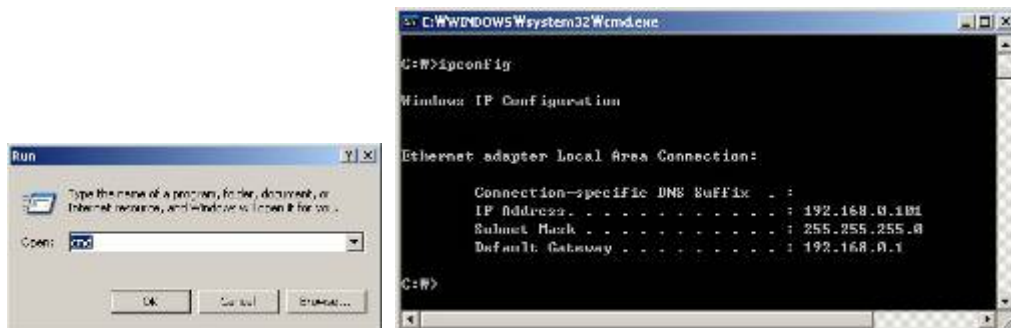 Run
Type the name of a program, folder, document, or
Internet resource, and Windows will open it for you.
Open: cmd
OK Cancel Browse...
C:₩WINDOWS₩system32₩cmd.exe
C:₩>ipconfig
Windows IP Configuration
Ethernet adapter Local Area Connection:
Connection-specific DNS Suffix . :
IP Address. . . . . . . . . . . . : 192.168.0.101
Subnet Mask . . . . . . . . . . . : 255.255.255.0
Default Gateway . . . . . . . . . : 192.168.0.1
C:₩>